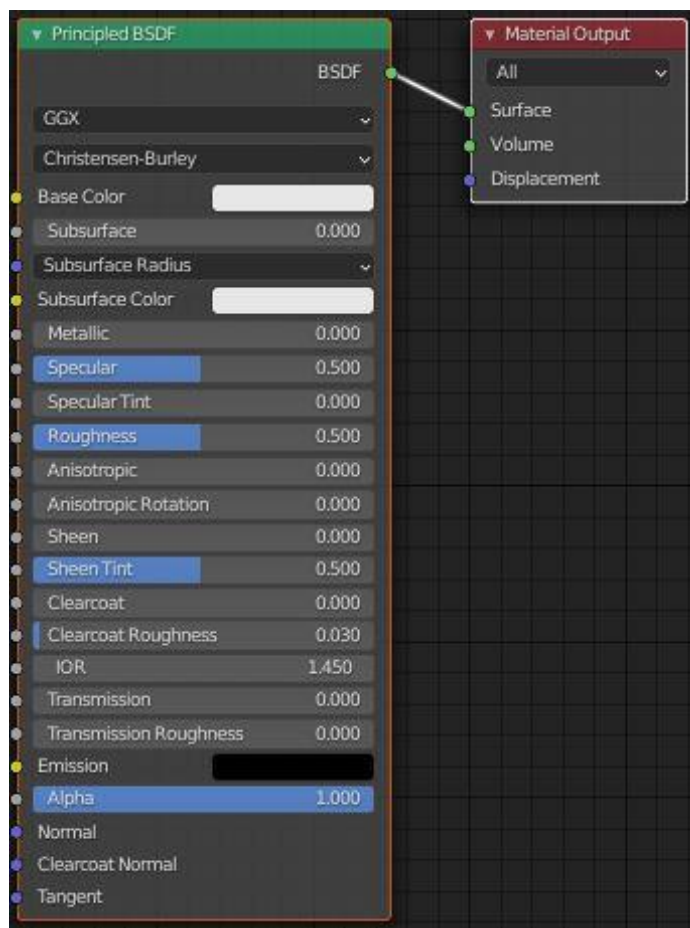 Principled BSDF
BSDF
GGX
Christensen-Burley
Base Color
Subsurface 0.000
Subsurface Radius
Subsurface Color
Metallic 0.000
Specular 0.500
Specular Tint 0.000
Roughness 0.500
Anisotropic 0.000
Anisotropic Rotation 0.000
Sheen 0.000
Sheen Tint 0.500
Clearcoat 0.000
Clearcoat Roughness 0.030
IOR 1.450
Transmission 0.000
Transmission Roughness 0.000
Emission
Alpha 1.000
Normal
Clearcoat Normal
Tangent
Material Output
All
Surface
Volume
Displacement